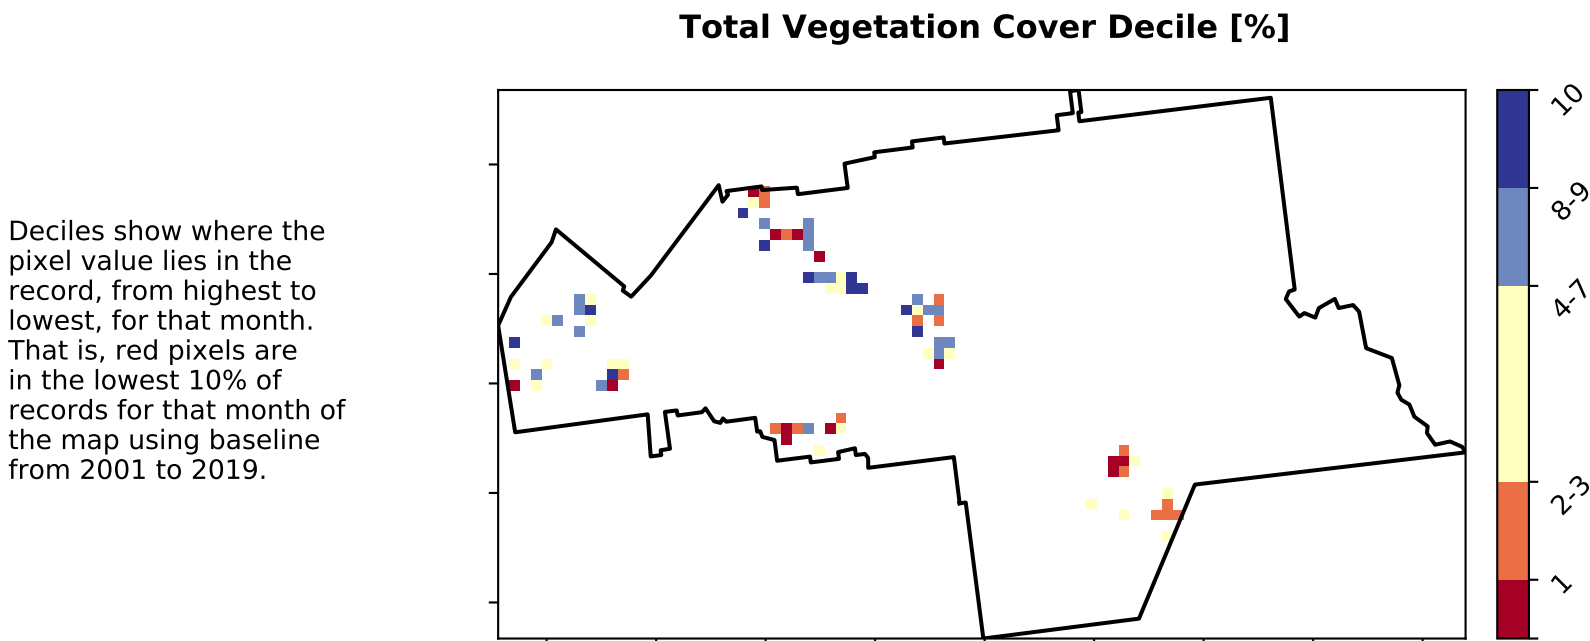 Total Vegetation Cover Decile [%]
Deciles show where the
pixel value lies in the
record, from highest to
lowest, for that month.
That is, red pixels are
in the lowest 10% of
records for that month of
the map using baseline
from 2001 to 2019.
10
8-9
4-7
2-3
1